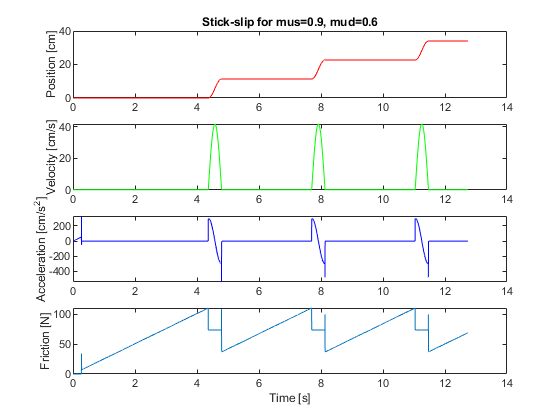 Stick-slip for mus=0.9, mud=0.6
Position [cm]
40
20
0
0 2 4 6 8 10 12 14
Velocity [cm/s]
40
20
0
0 2 4 6 8 10 12 14
Acceleration [cm/s²]
200
0
-200
-400
0 2 4 6 8 10 12 14
Friction [N]
100
50
0
0 2 4 6 8 10 12 14
Time [s]